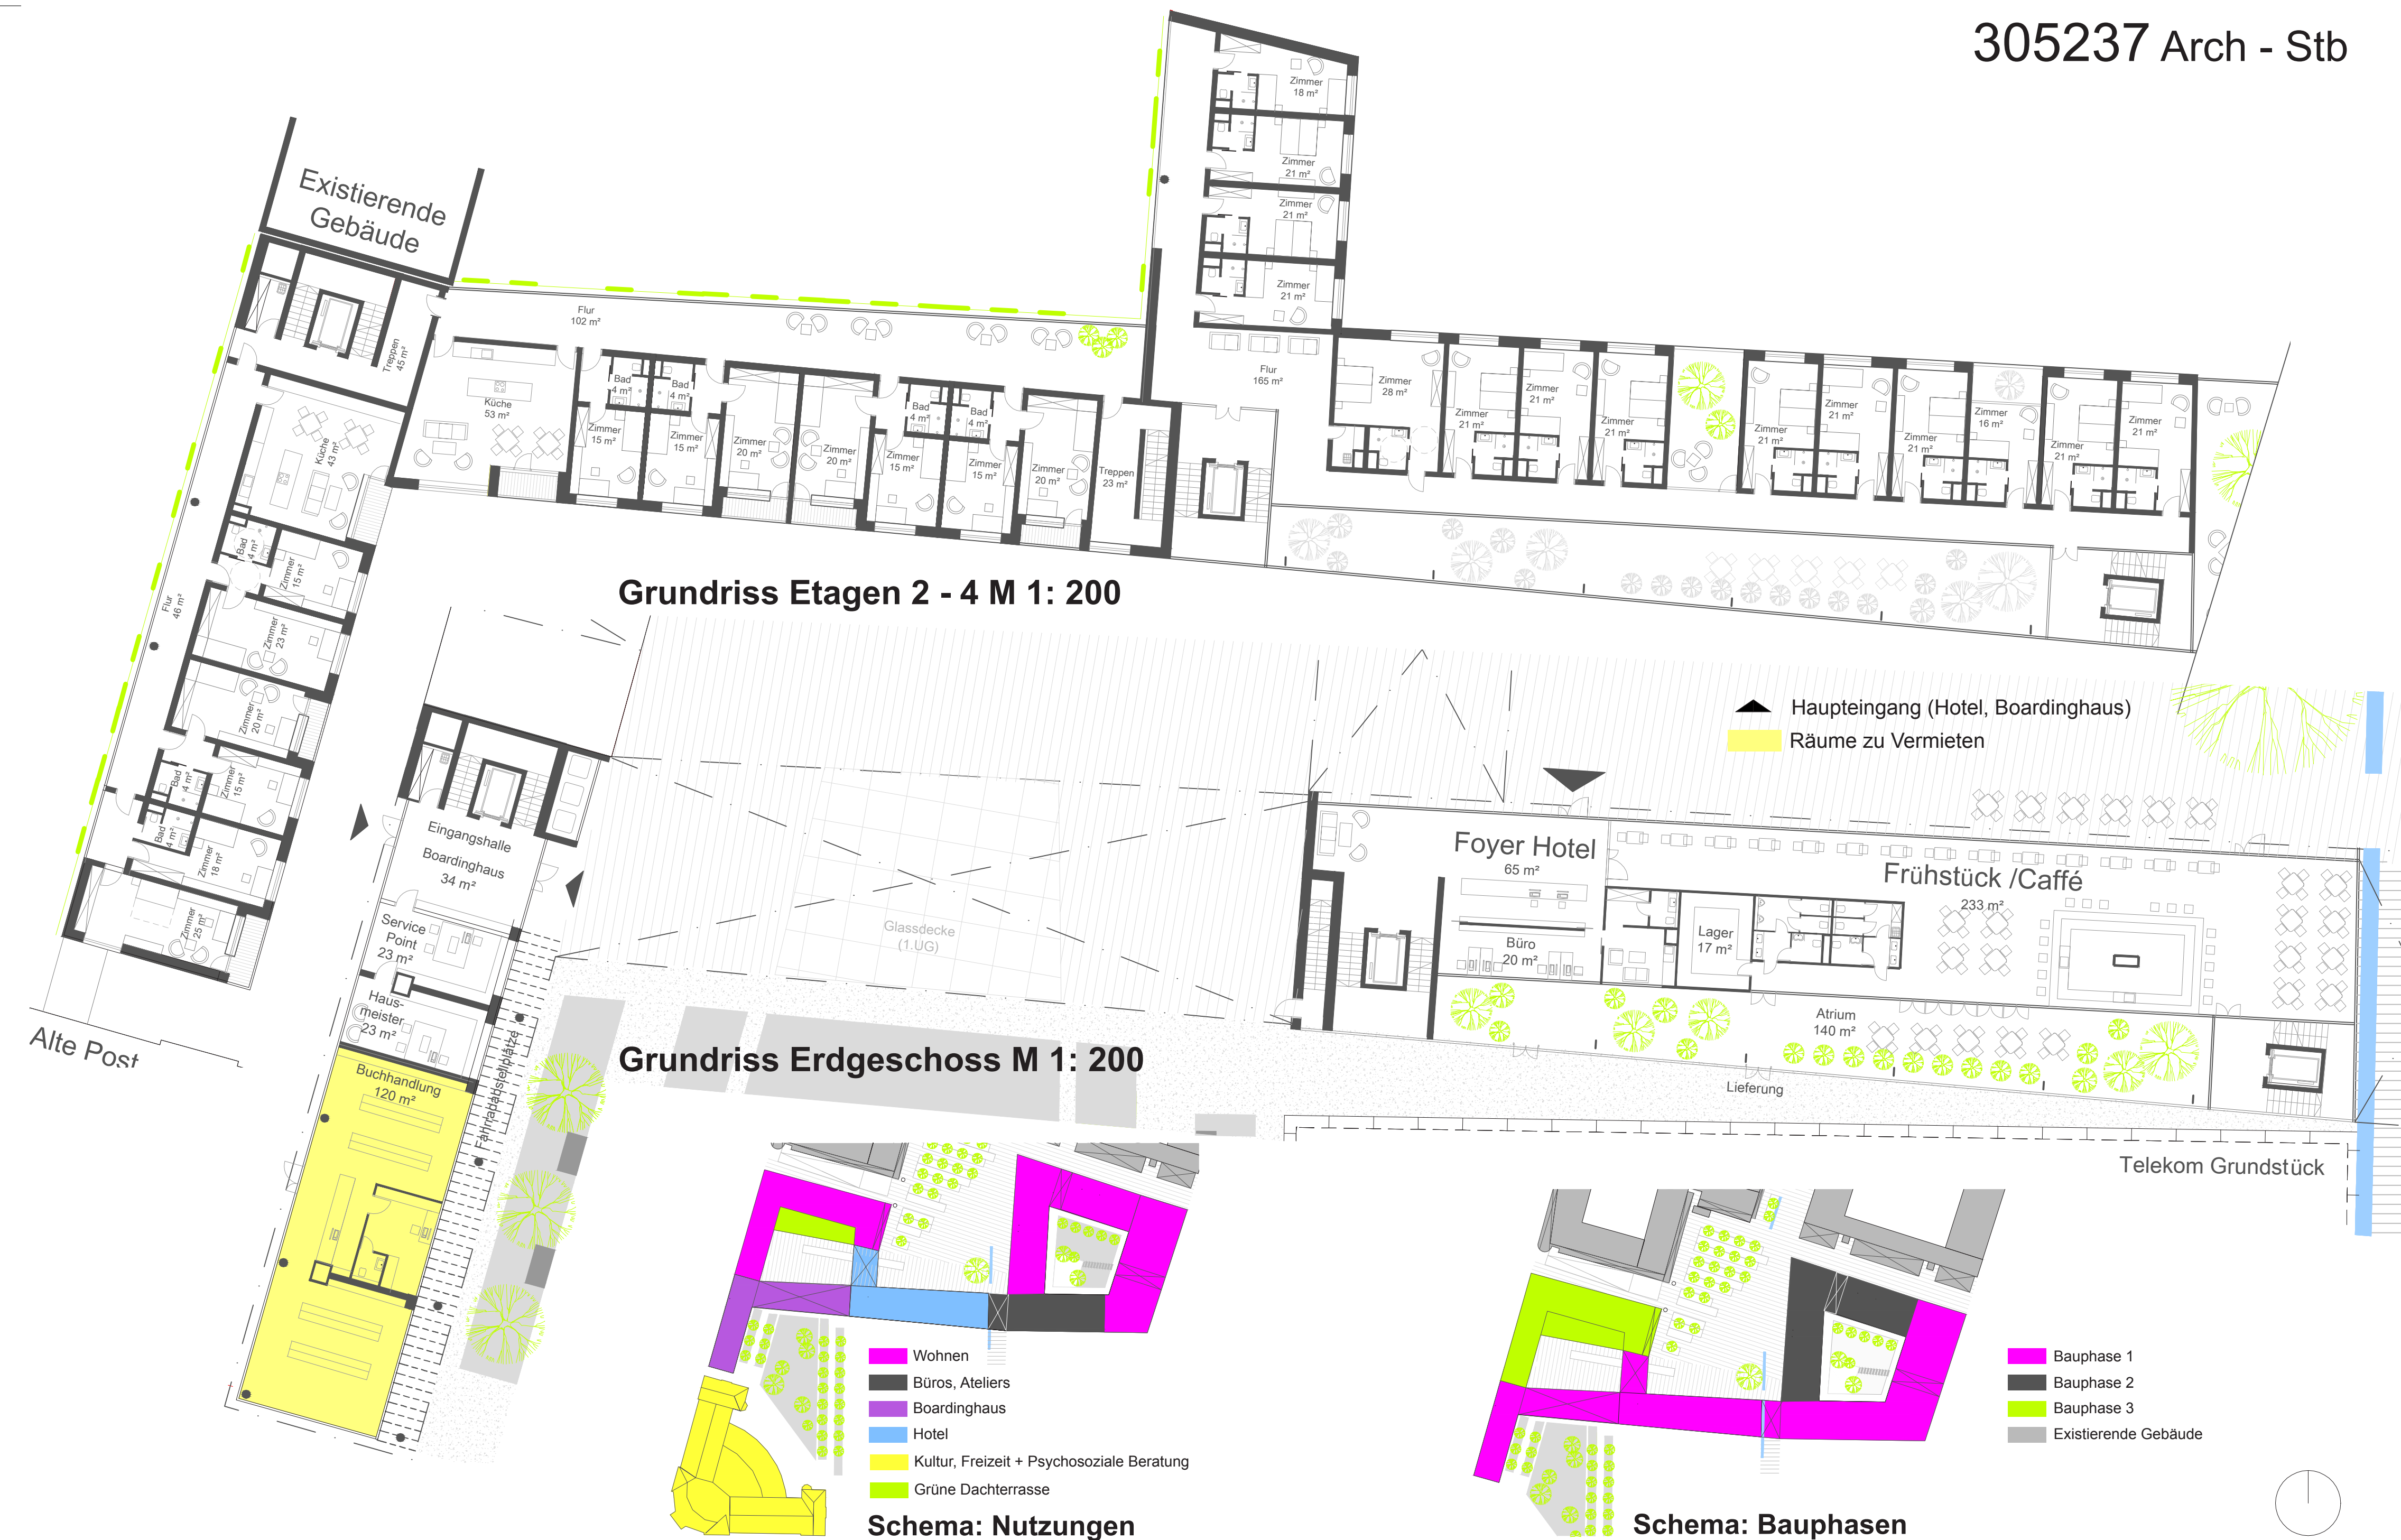 305237 Arch - Stb
Existierende
Gebäude
Treppen
45 m²
Flur
102 m²
Küche
53 m²
Küche
43 m²
Bad
4 m²
Zimmer
15 m²
Bad
4 m²
Zimmer
15 m²
Zimmer
20 m²
Zimmer
20 m²
Bad
4 m²
Zimmer
15 m²
Bad
4 m²
Zimmer
15 m²
Zimmer
20 m²
Treppen
23 m²
Zimmer
18 m²
Zimmer
21 m²
Zimmer
21 m²
Zimmer
21 m²
Flur
165 m²
Zimmer
28 m²
Zimmer
21 m²
Zimmer
21 m²
Zimmer
21 m²
Zimmer
21 m²
Zimmer
21 m²
Zimmer
21 m²
Zimmer
16 m²
Zimmer
21 m²
Zimmer
21 m²
Bad
4 m²
Zimmer
15 m²
Flur
46 m²
Zimmer
23 m²
Zimmer
20 m²
Bad
4 m²
Zimmer
15 m²
Bad
4 m²
Zimmer
18 m²
Zimmer
25 m²
Alte Post
Grundriss Etagen 2 - 4 M 1: 200
Haupteingang (Hotel, Boardinghaus)
Räume zu Vermieten
Eingangshalle
Boardinghaus
34 m²
Service
Point
23 m²
Haus-
meister
23 m²
Buchhandlung
120 m²
Fahrradabstellplätze
Glassdecke
(1.UG)
Foyer Hotel
65 m²
Büro
20 m²
Lager
17 m²
Frühstück /Caffé
233 m²
Atrium
140 m²
Lieferung
Telekom Grundstück
Grundriss Erdgeschoss M 1: 200
Wohnen
Büros, Ateliers
Boardinghaus
Hotel
Kultur, Freizeit + Psychosoziale Beratung
Grüne Dachterrasse
Schema: Nutzungen
Bauphase 1
Bauphase 2
Bauphase 3
Existierende Gebäude
Schema: Bauphasen